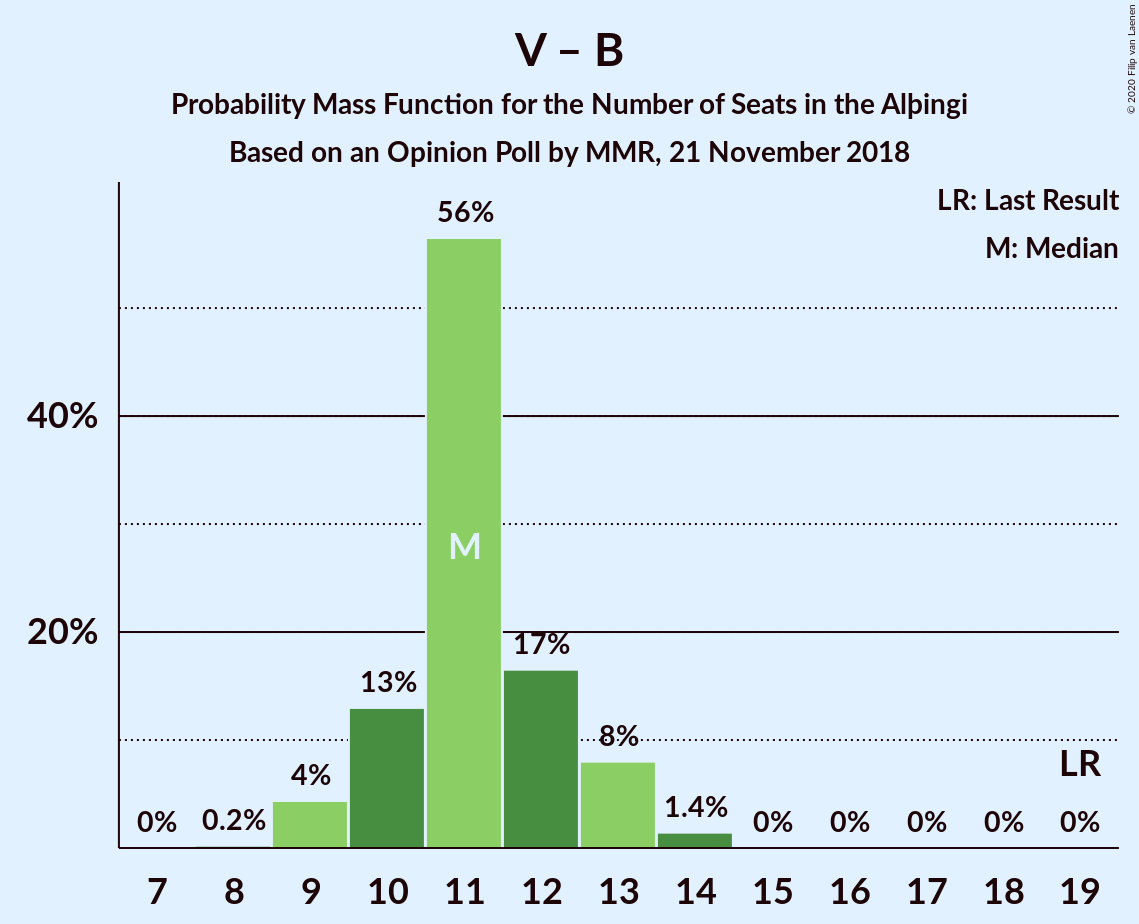 V – B
Probability Mass Function for the Number of Seats in the Alþingi
Based on an Opinion Poll by MMR, 21 November 2018
© 2020 Filip van Laenen
LR: Last Result
M: Median
56%
40%
M
20%
17%
13%
8%
4%
LR
1.4%
0%
0.2%
0%
0%
0%
0%
0%
7 8 9 10 11 12 13 14 15 16 17 18 19